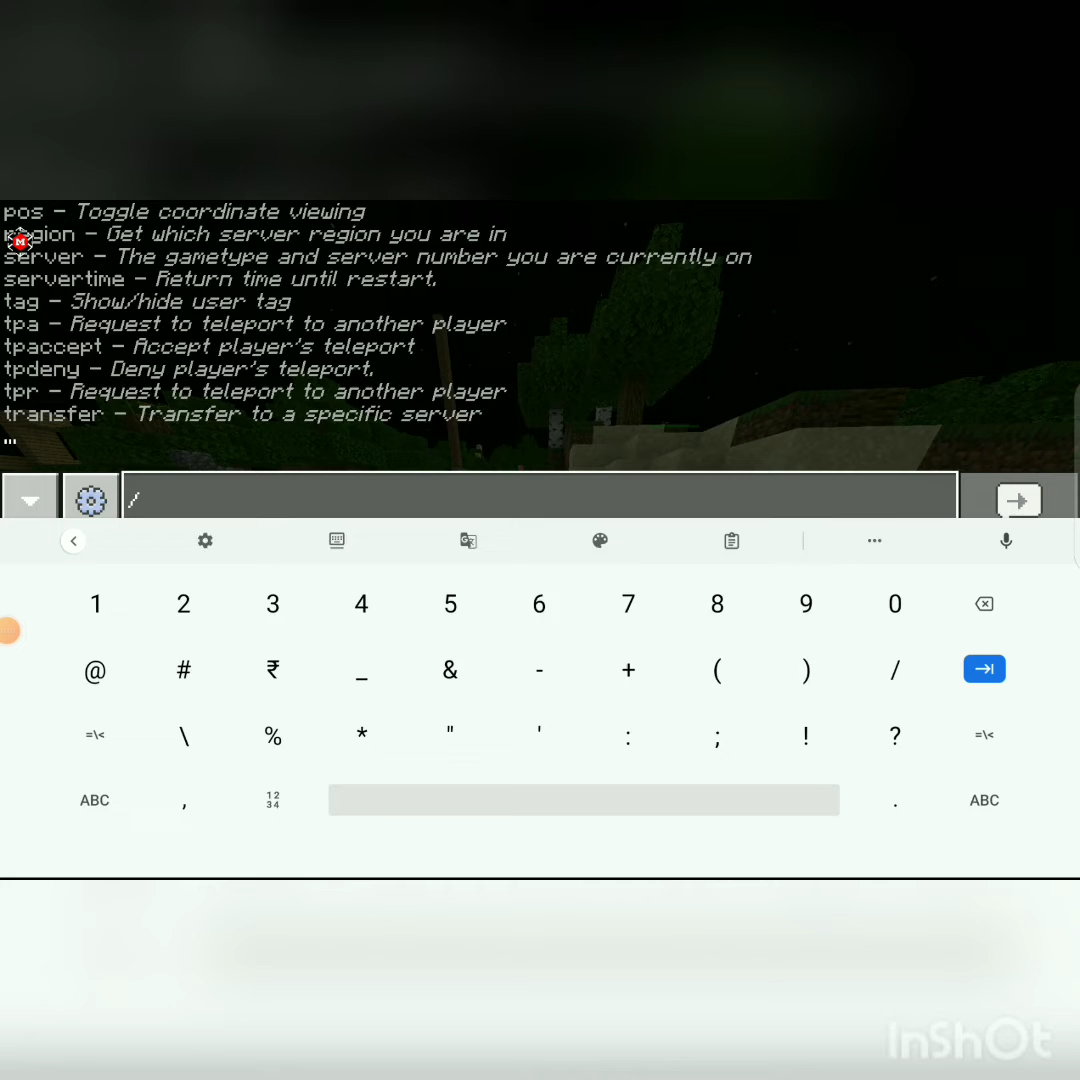 pos - Toggle coordinate viewing
region - Get which server region you are in
server - The gametype and server number you are currently on
servertime - Return time until restart.
tag - Show/hide user tag
tpa - Request to teleport to another player
tpaccept - Accept player's teleport
tpdeny - Deny player's teleport.
tpr - Request to teleport to another player
transfer - Transfer to a specific server
...
/
1 2 3 4 5 6 7 8 9 0
@ # ₹ _ & - + ( ) /
=\< \ % * " ' : ; ! ? =\<
ABC , 12 34 . ABC
InShOt